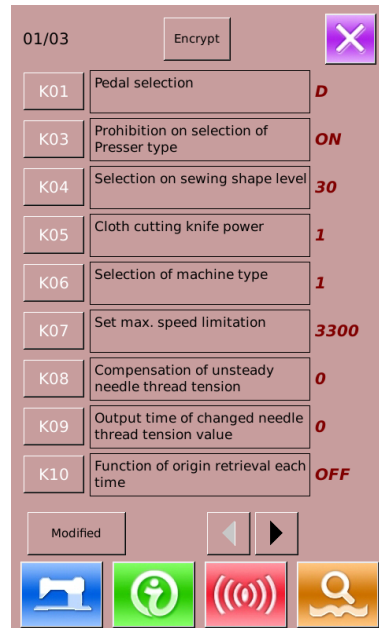 01/03
Encrypt
K01
Pedal selection
D
K03
Prohibition on selection of
Presser type
ON
K04
Selection on sewing shape level
30
K05
Cloth cutting knife power
1
K06
Selection of machine type
1
K07
Set max. speed limitation
3300
K08
Compensation of unsteady
needle thread tension
0
K09
Output time of changed needle
thread tension value
0
K10
Function of origin retrieval each
time
OFF
Modified